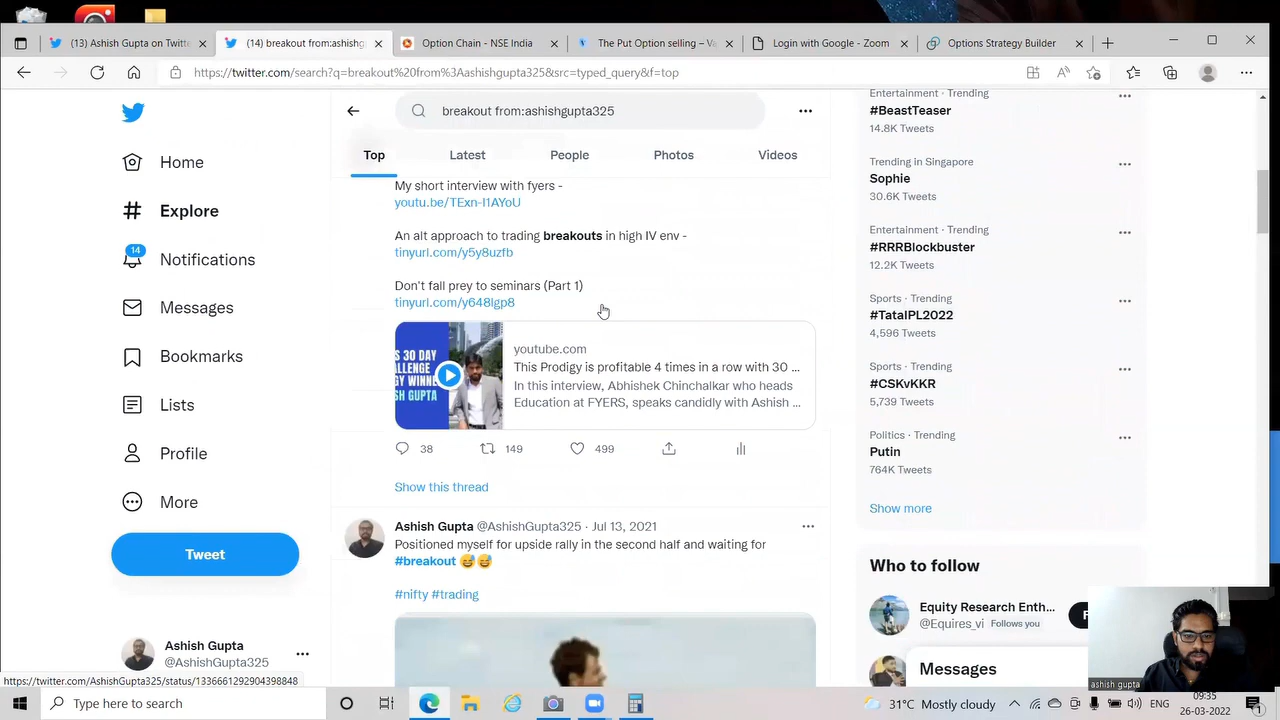 (13) Ashish Gupta on Twitt
(14) breakout from:ashishg
Option Chain - NSE India
The Put Option selling – Va
Login with Google - Zoom
Options Strategy Builder
https://twitter.com/search?q=breakout%20from%3Aashishgupta325&src=typed_query&f=top
breakout from:ashishgupta325
Top
Latest
People
Photos
Videos
Home
Explore
14
Notifications
Messages
Bookmarks
Lists
Profile
More
Tweet
Ashish Gupta
@AshishGupta325
My short interview with fyers -
youtu.be/TExn-I1AYoU
An alt approach to trading breakouts in high IV env -
tinyurl.com/y5y8uzfb
Don't fall prey to seminars (Part 1)
tinyurl.com/y648lgp8
S 30 DAY
youtube.com
This Prodigy is profitable 4 times in a row with 30 ...
In this interview, Abhishek Chinchalkar who heads
Education at FYERS, speaks candidly with Ashish ...
38
149
499
Show this thread
Ashish Gupta @AshishGupta325 · Jul 13, 2021
Positioned myself for upside rally in the second half and waiting for
#breakout 😅😅
#nifty #trading
Entertainment · Trending
#BeastTeaser
14.8K Tweets
Trending in Singapore
Sophie
30.6K Tweets
Entertainment · Trending
#RRRBlockbuster
12.2K Tweets
Sports · Trending
#TataIPL2022
4,596 Tweets
Sports · Trending
#CSKvKKR
5,739 Tweets
Politics · Trending
Putin
764K Tweets
Show more
Who to follow
Equity Research Enth...
@Equires_vi Follows you
Messages
ashish gupta
https://twitter.com/AshishGupta325/status/1336661292904398848
Type here to search
31°C Mostly cloudy
ENG
09:35
26-03-2022